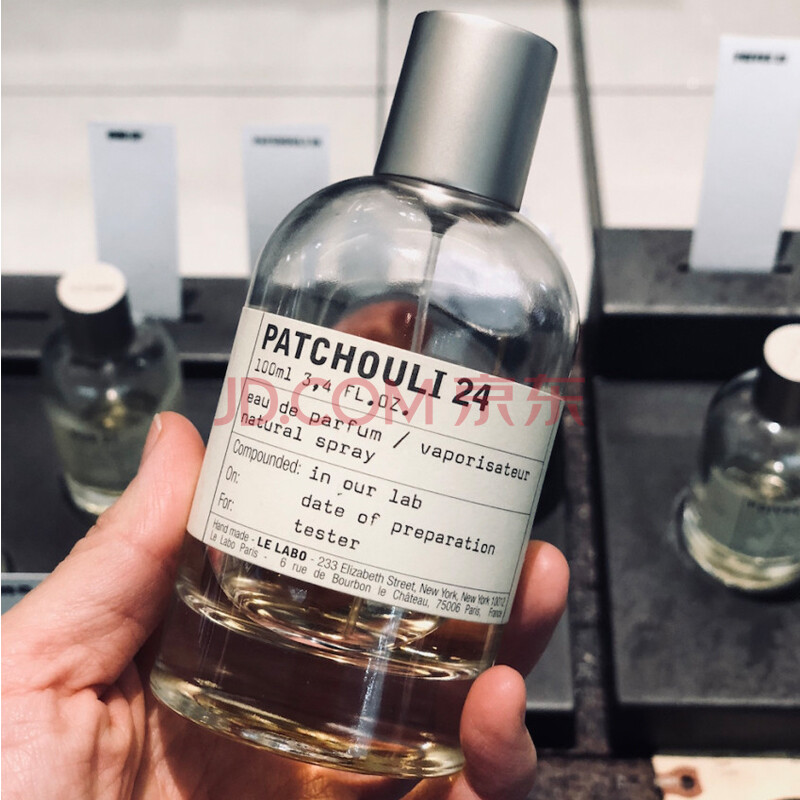 PATCHOULI 24
100ml 3.4 FL.OZ.
eau de parfum / vaporisateur
natural spray
Compounded: in our lab
On: date of preparation
For: tester
Hand made - LE LABO - 233 Elizabeth Street, New York, New York 10012
Le Labo Paris - 6 rue de Bourbon le Château, 75006 Paris, France
JD.COM 京东
PATCHOULI 24